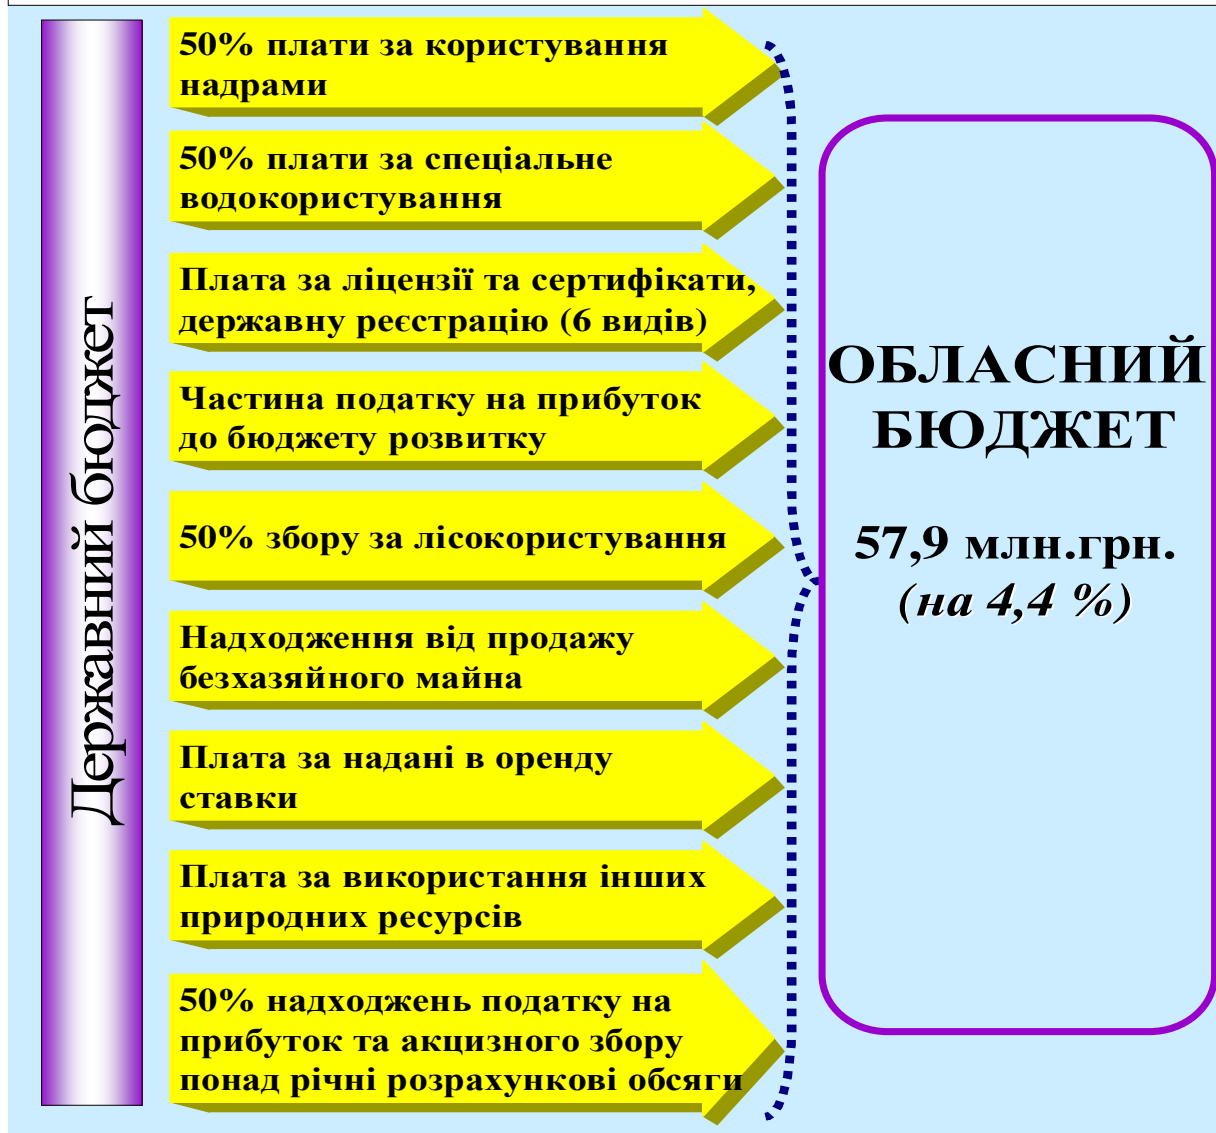 Державний бюджет
50% плати за користування
надрами
50% плати за спеціальне
водокористування
Плата за ліцензії та сертифікати,
державну реєстрацію (6 видів)
Частина податку на прибуток
до бюджету розвитку
50% збору за лісокористування
Надходження від продажу
безхазяйного майна
Плата за надані в оренду
ставки
Плата за використання інших
природних ресурсів
50% надходжень податку на
прибуток та акцизного збору
понад річні розрахункові обсяги
ОБЛАСНИЙ
БЮДЖЕТ
57,9 млн.грн.
(на 4,4 %)